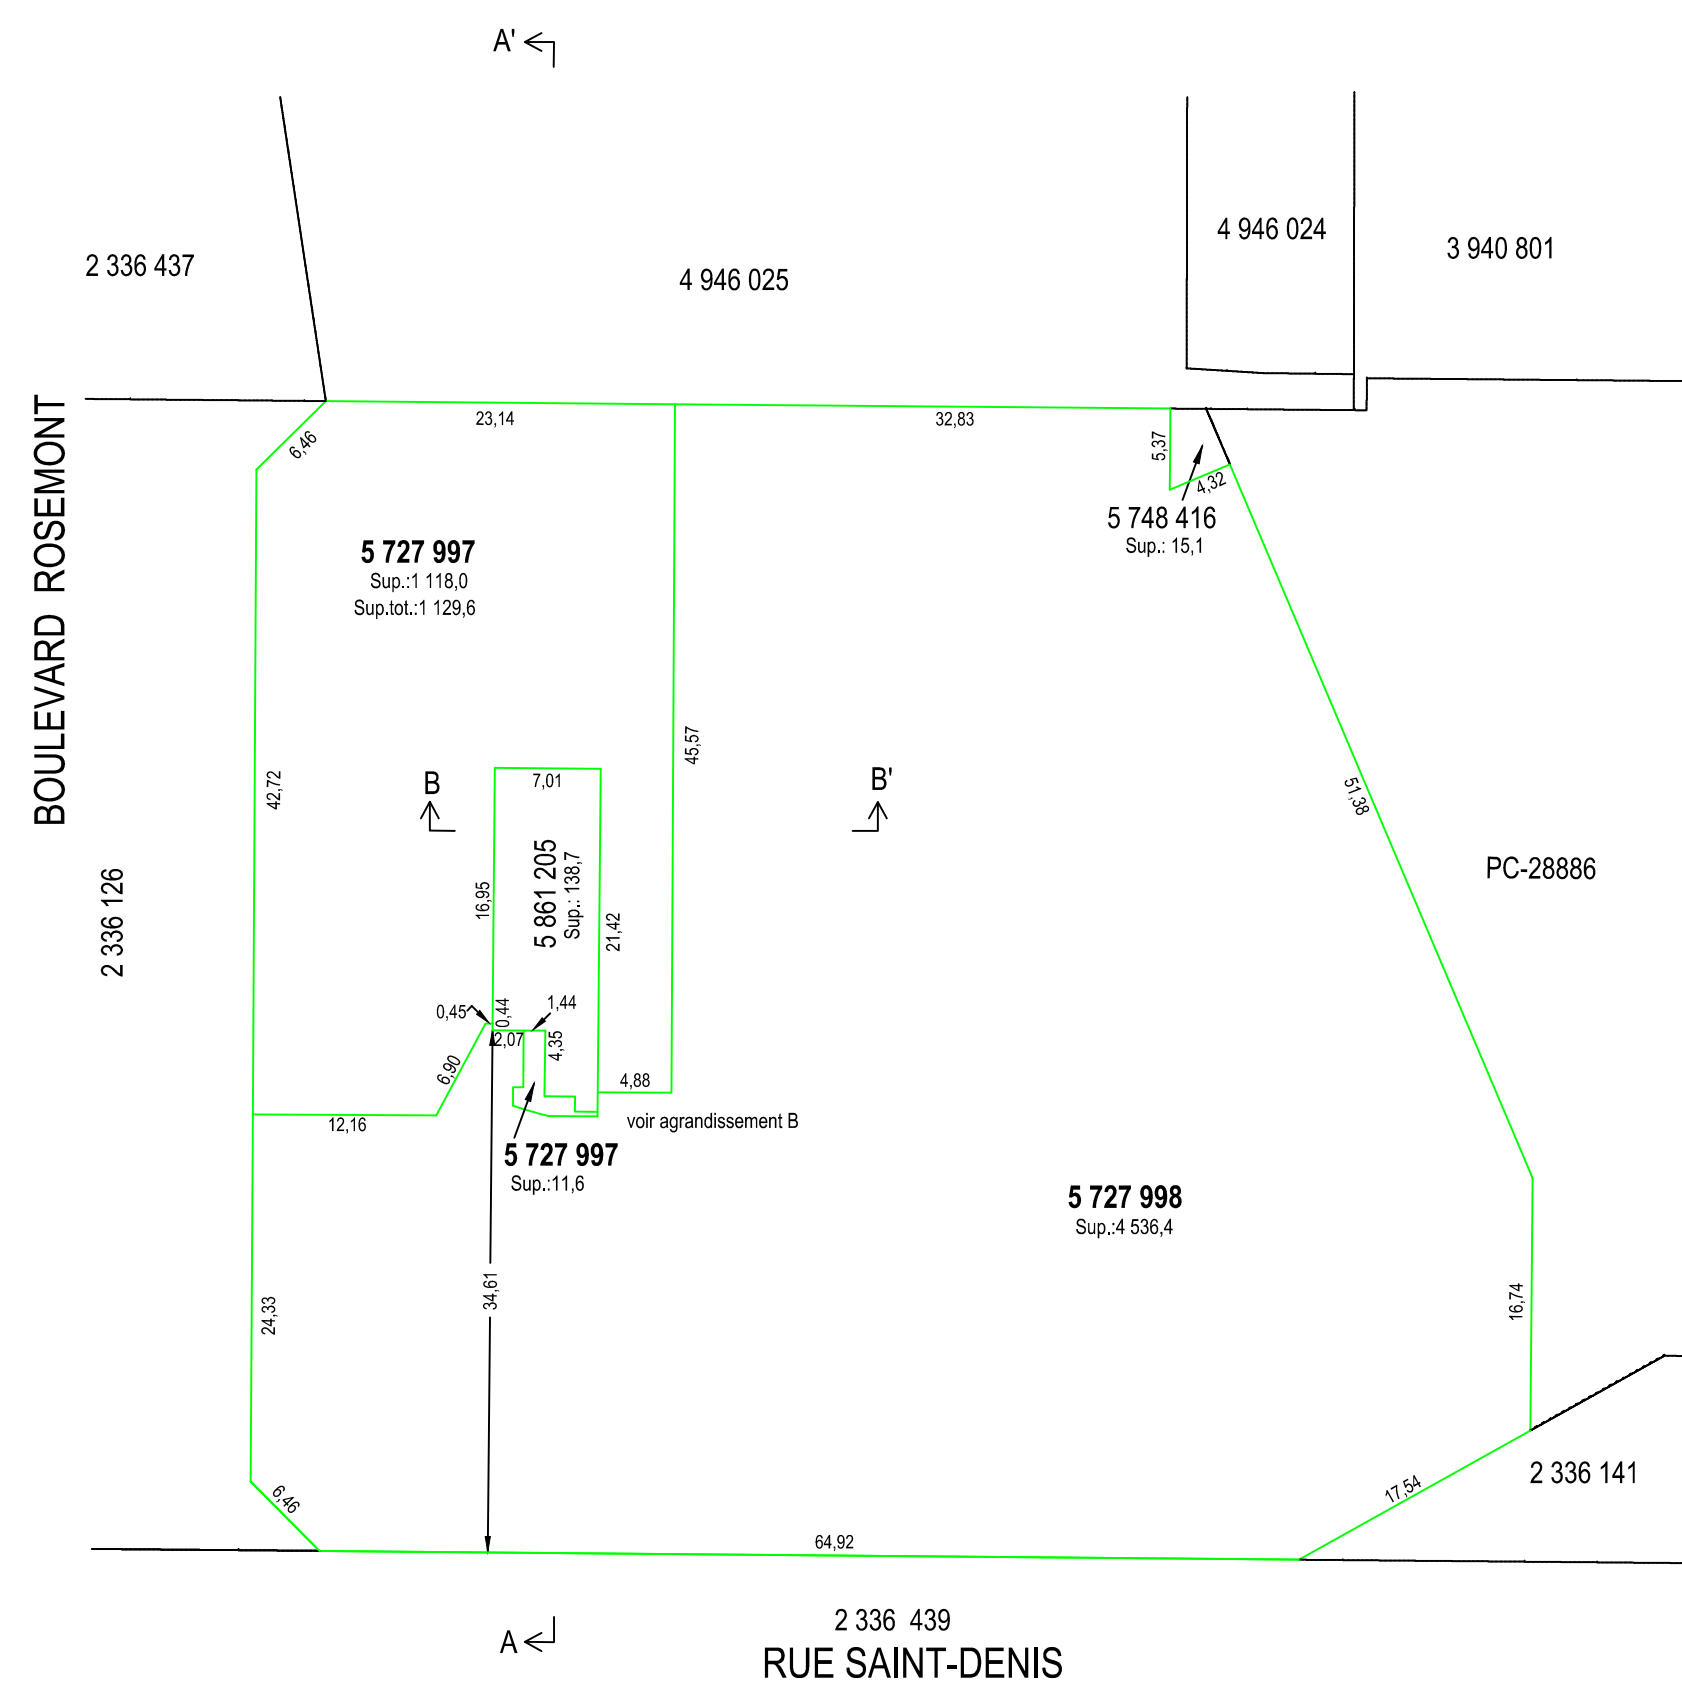 A'
2 336 437
4 946 025
4 946 024
3 940 801
BOULEVARD ROSEMONT
23,14
32,83
6,46
5,37
4,32
5 748 416
Sup.: 15,1
5 727 997
Sup.:1 118,0
Sup.tot.:1 129,6
42,72
45,57
51,38
B
B'
7,01
5 861 205
Sup.: 138,7
16,95
21,42
PC-28886
2 336 126
0,45
0,44
1,44
2,07
4,35
6,90
4,88
12,16
voir agrandissement B
5 727 997
Sup.:11,6
5 727 998
Sup.:4 536,4
34,61
24,33
16,74
6,46
17,54
2 336 141
64,92
A
2 336 439
RUE SAINT-DENIS